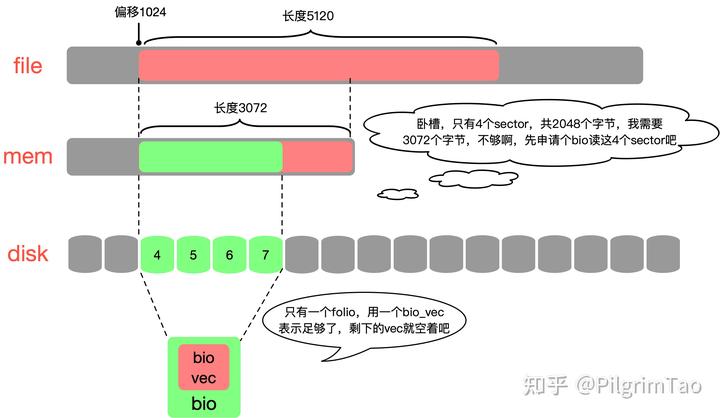 偏移1024
长度5120
file
长度3072
卧槽，只有4个sector，共2048个字节，我需要
3072个字节，不够啊，先申请个bio读这4个sector吧
mem
disk
4 5 6 7
只有一个folio，用一个bio_vec
表示足够了，剩下的vec就空着吧
bio
vec
bio
知乎 @PilgrimTao